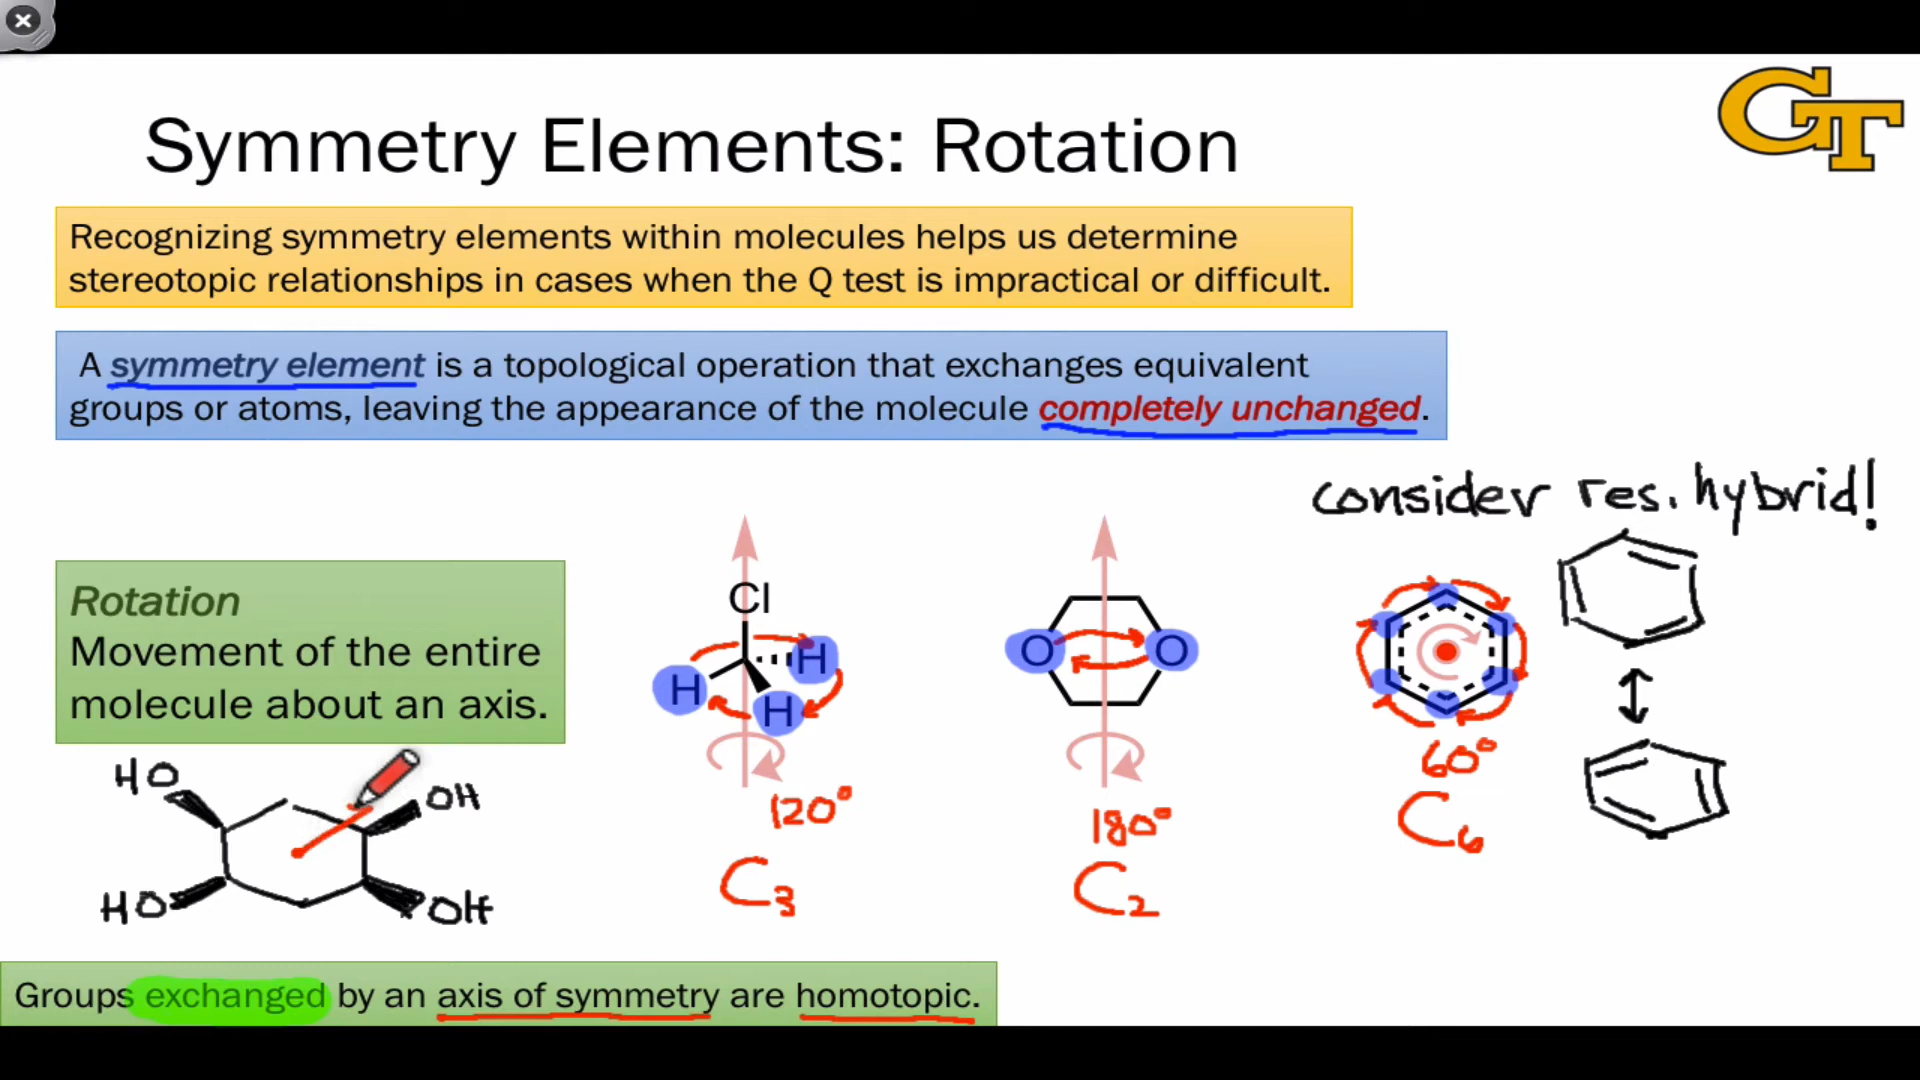 GT
Symmetry Elements: Rotation
Recognizing symmetry elements within molecules helps us determine
stereotopic relationships in cases when the Q test is impractical or difficult.
A symmetry element is a topological operation that exchanges equivalent
groups or atoms, leaving the appearance of the molecule completely unchanged.
consider res. hybrid!
Rotation
Movement of the entire
molecule about an axis.
Cl
H
H
H
120°
C3
O O
180°
C2
60°
C6
HO OH
HO OH
Groups exchanged by an axis of symmetry are homotopic.